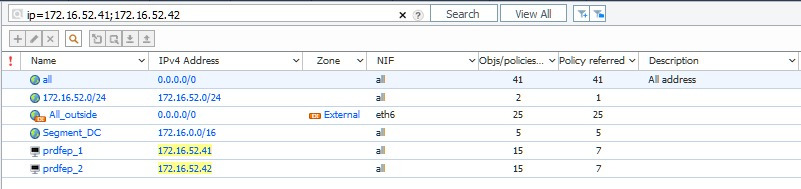 ip=172.16.52.41;172.16.52.42 Search View All
! Name IPv4 Address Zone NIF Objs/policies... Policy referred Description
all 0.0.0.0/0 all 41 41 All address
172.16.52.0/24 172.16.52.0/24 all 2 1
All_outside 0.0.0.0/0 External eth6 25 25
Segment_DC 172.16.0.0/16 all 5 5
prdfep_1 172.16.52.41 all 15 7
prdfep_2 172.16.52.42 all 15 7